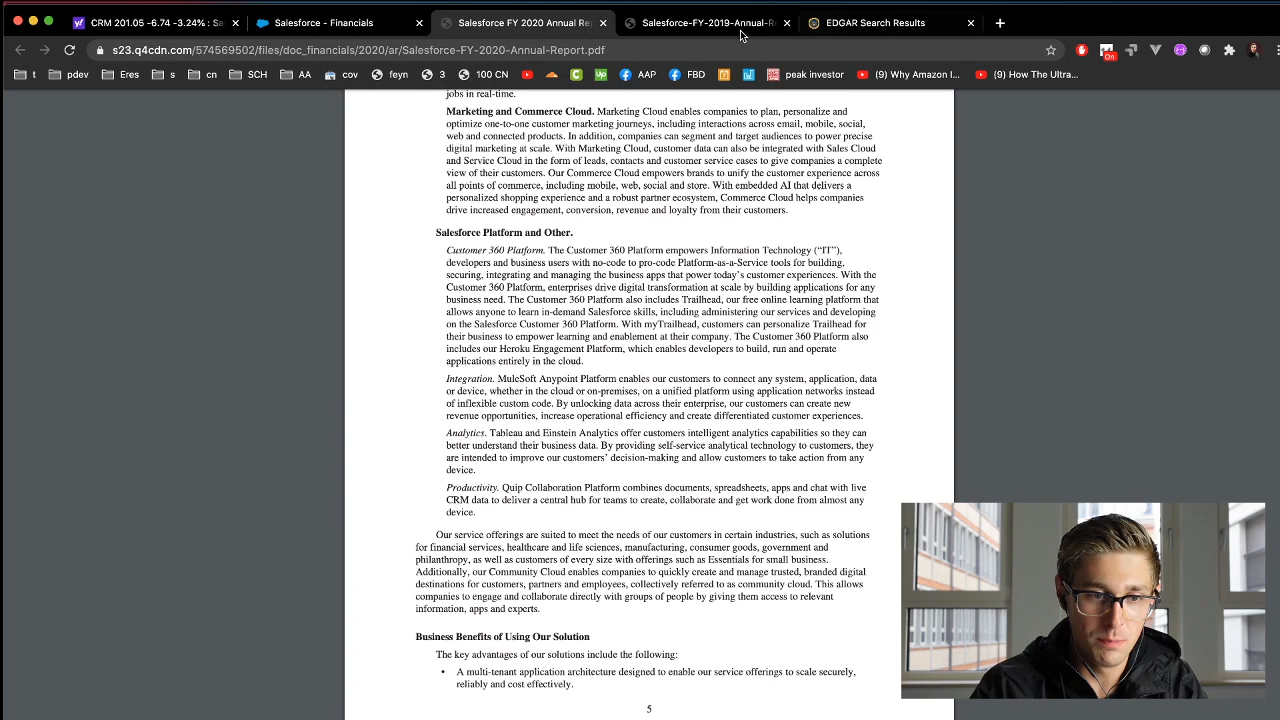 CRM 201.05 -6.74 -3.24% : Sa
Salesforce - Financials
Salesforce FY 2020 Annual Re
Salesforce-FY-2019-Annual-R
EDGAR Search Results
s23.q4cdn.com/574569502/files/doc_financials/2020/ar/Salesforce-FY-2020-Annual-Report.pdf
On
t
pdev
Eres
s
cn
SCH
AA
cov
feyn
3
100 CN
AAP
FBD
peak investor
(9) Why Amazon I...
(9) How The Ultra...
jobs in real-time.
Marketing and Commerce Cloud. Marketing Cloud enables companies to plan, personalize and
optimize one-to-one customer marketing journeys, including interactions across email, mobile, social,
web and connected products. In addition, companies can segment and target audiences to power precise
digital marketing at scale. With Marketing Cloud, customer data can also be integrated with Sales Cloud
and Service Cloud in the form of leads, contacts and customer service cases to give companies a complete
view of their customers. Our Commerce Cloud empowers brands to unify the customer experience across
all points of commerce, including mobile, web, social and store. With embedded AI that delivers a
personalized shopping experience and a robust partner ecosystem, Commerce Cloud helps companies
drive increased engagement, conversion, revenue and loyalty from their customers.
Salesforce Platform and Other.
Customer 360 Platform. The Customer 360 Platform empowers Information Technology (“IT”),
developers and business users with no-code to pro-code Platform-as-a-Service tools for building,
securing, integrating and managing the business apps that power today’s customer experiences. With the
Customer 360 Platform, enterprises drive digital transformation at scale by building applications for any
business need. The Customer 360 Platform also includes Trailhead, our free online learning platform that
allows anyone to learn in-demand Salesforce skills, including administering our services and developing
on the Salesforce Customer 360 Platform. With myTrailhead, customers can personalize Trailhead for
their business to empower learning and enablement at their company. The Customer 360 Platform also
includes our Heroku Engagement Platform, which enables developers to build, run and operate
applications entirely in the cloud.
Integration. MuleSoft Anypoint Platform enables our customers to connect any system, application, data
or device, whether in the cloud or on-premises, on a unified platform using application networks instead
of inflexible custom code. By unlocking data across their enterprise, our customers can create new
revenue opportunities, increase operational efficiency and create differentiated customer experiences.
Analytics. Tableau and Einstein Analytics offer customers intelligent analytics capabilities so they can
better understand their business data. By providing self-service analytical technology to customers, they
are intended to improve our customers’ decision-making and allow customers to take action from any
device.
Productivity. Quip Collaboration Platform combines documents, spreadsheets, apps and chat with live
CRM data to deliver a central hub for teams to create, collaborate and get work done from almost any
device.
Our service offerings are suited to meet the needs of our customers in certain industries, such as solutions
for financial services, healthcare and life sciences, manufacturing, consumer goods, government and
philanthropy, as well as customers of every size with offerings such as Essentials for small business.
Additionally, our Community Cloud enables companies to quickly create and manage trusted, branded digital
destinations for customers, partners and employees, collectively referred to as community cloud. This allows
companies to engage and collaborate directly with groups of people by giving them access to relevant
information, apps and experts.
Business Benefits of Using Our Solution
The key advantages of our solutions include the following:
• A multi-tenant application architecture designed to enable our service offerings to scale securely,
reliably and cost effectively.
5